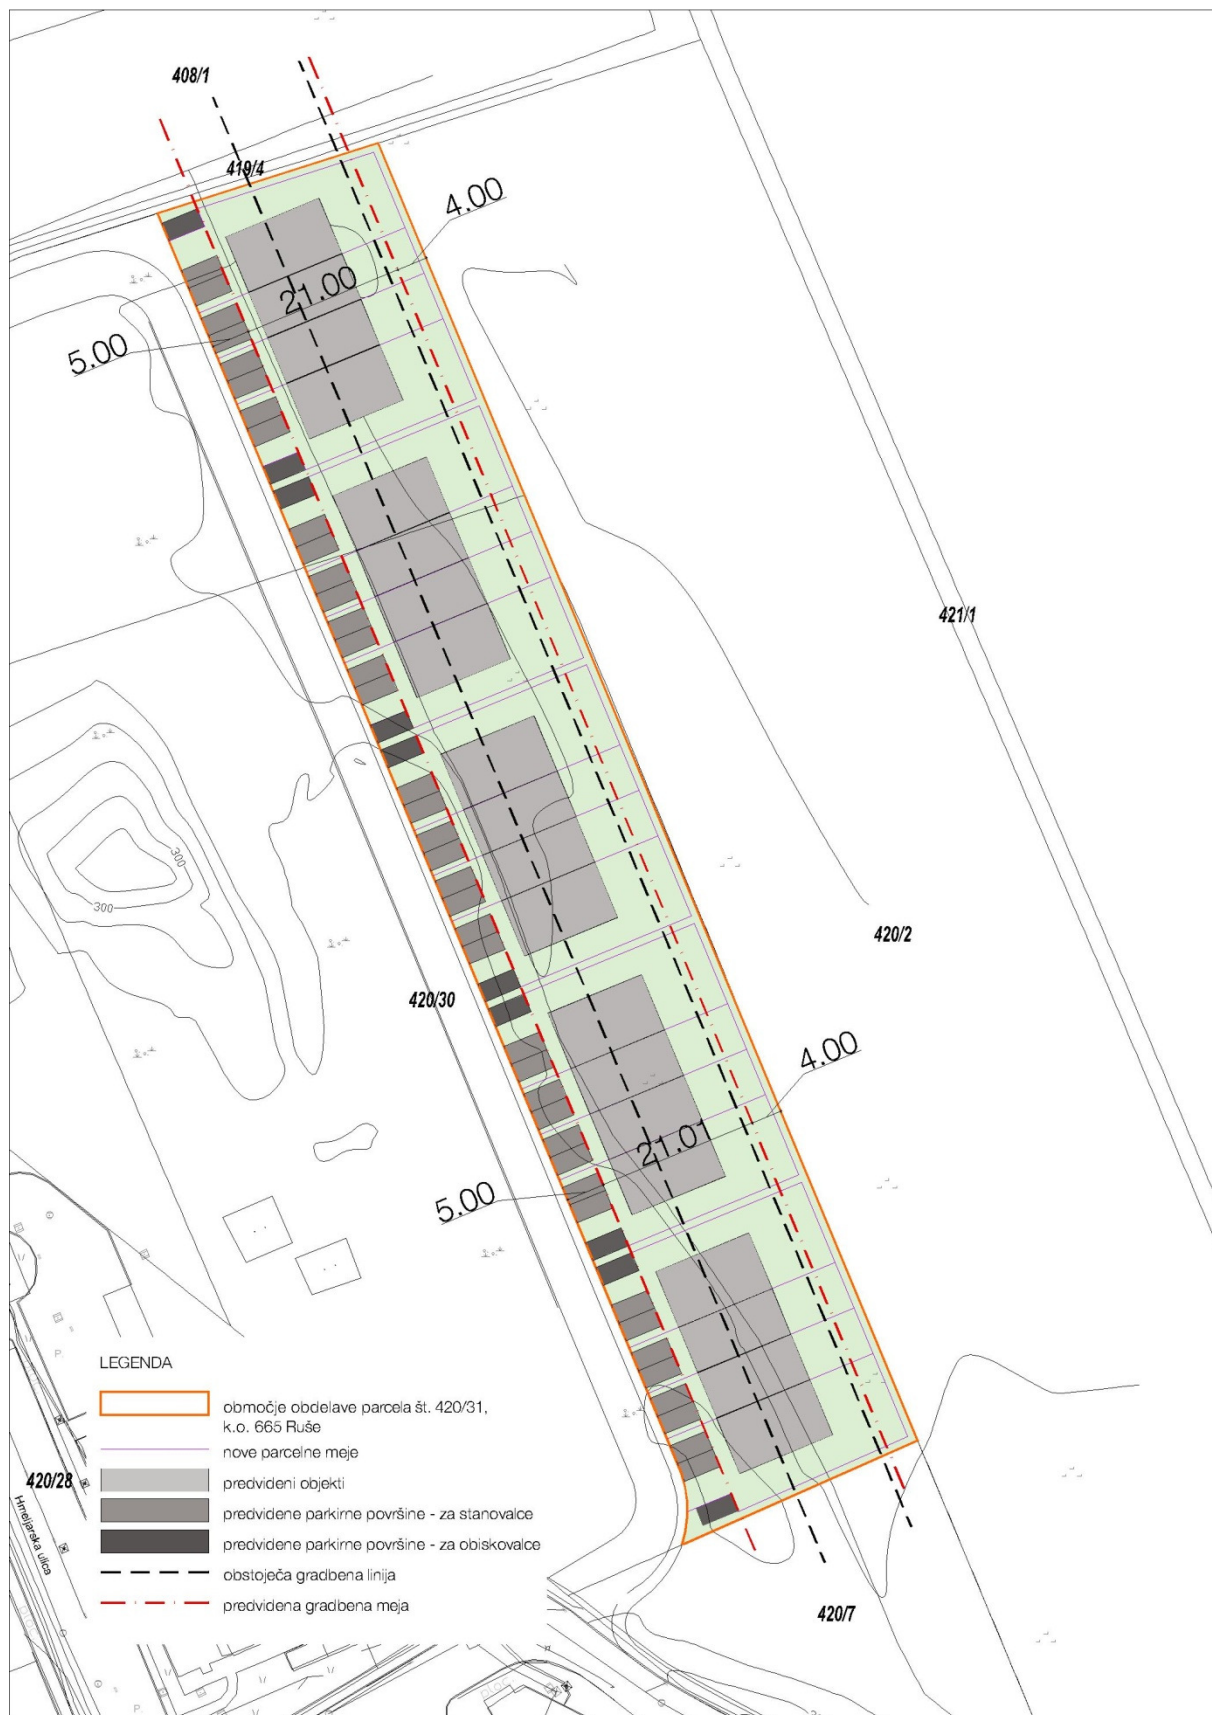 408/1
419/4
4.00
21.00
5.00
421/1
300
300
420/2
420/30
4.00
21.01
5.00
LEGENDA
območje obdelave parcela št. 420/31,
k.o. 665 Ruše
nove parcelne meje
420/28
predvideni objekti
predvidene parkirne površine - za stanovalce
Hmeljarska ulica
predvidene parkirne površine - za obiskovalce
obstoječa gradbena linija
predvidena gradbena meja
420/7
P.
P.